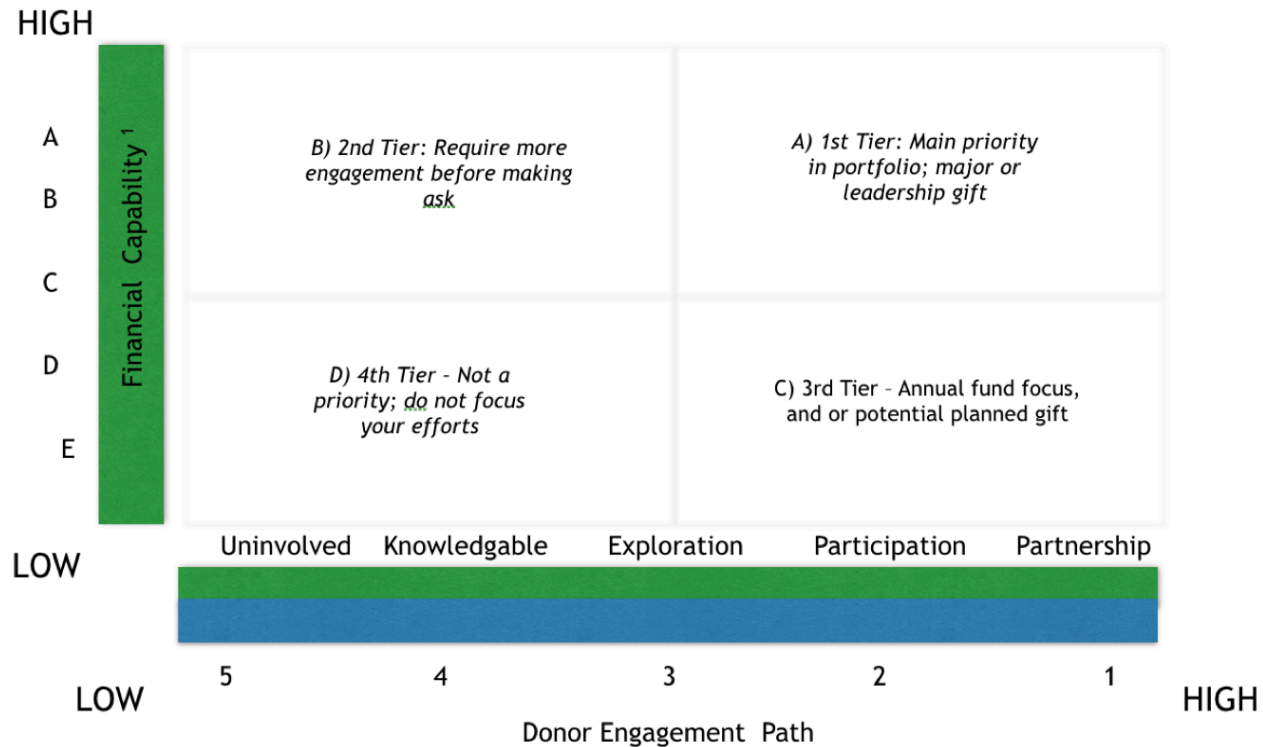 HIGH
A
B
C
D
E
Financial Capability ¹
B) 2nd Tier: Require more
engagement before making
ask
A) 1st Tier: Main priority
in portfolio; major or
leadership gift
D) 4th Tier – Not a
priority; do not focus
your efforts
C) 3rd Tier – Annual fund focus,
and or potential planned gift
LOW
Uninvolved Knowledgable Exploration Participation Partnership
5 4 3 2 1
LOW
HIGH
Donor Engagement Path